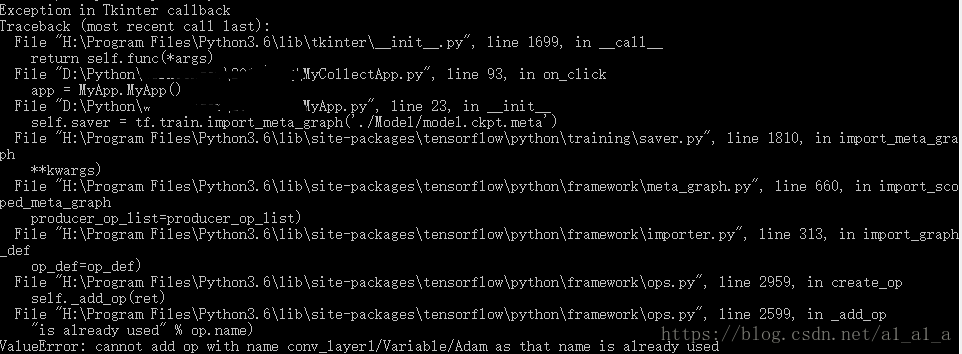 Exception in Tkinter callback
Traceback (most recent call last):
  File "H:\Program Files\Python3.6\lib\tkinter\__init__.py", line 1699, in __call__
    return self.func(*args)
  File "D:\Python\ \MyCollectApp.py", line 93, in on_click
    app = MyApp.MyApp()
  File "D:\Python\ MyApp.py", line 23, in __init__
    self.saver = tf.train.import_meta_graph('./Model/model.ckpt.meta')
  File "H:\Program Files\Python3.6\lib\site-packages\tensorflow\python\training\saver.py", line 1810, in import_meta_gra
ph
    **kwargs)
  File "H:\Program Files\Python3.6\lib\site-packages\tensorflow\python\framework\meta_graph.py", line 660, in import_sco
ped_meta_graph
    producer_op_list=producer_op_list)
  File "H:\Program Files\Python3.6\lib\site-packages\tensorflow\python\framework\importer.py", line 313, in import_graph
_def
    op_def=op_def)
  File "H:\Program Files\Python3.6\lib\site-packages\tensorflow\python\framework\ops.py", line 2959, in create_op
    self._add_op(ret)
  File "H:\Program Files\Python3.6\lib\site-packages\tensorflow\python\framework\ops.py", line 2599, in _add_op
    "is already used" % op.name)
ValueError: cannot add op with name conv_layer1/Variable/Adam as that name is already used
https://blog.csdn.net/a1_a1_a